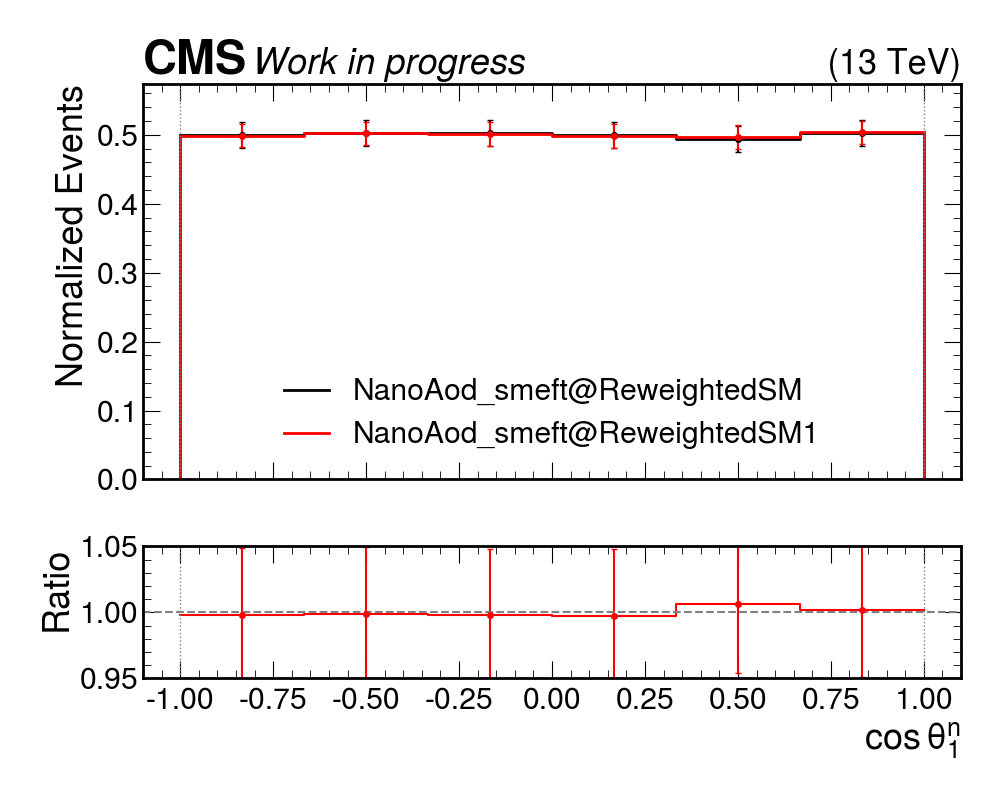 CMS Work in progress (13 TeV)
Normalized Events
0.5
0.4
0.3
0.2
0.1
0.0
NanoAod_smeft@ReweightedSM
NanoAod_smeft@ReweightedSM1
Ratio
1.05
1.00
0.95
-1.00 -0.75 -0.50 -0.25 0.00 0.25 0.50 0.75 1.00
cos θ₁ⁿ